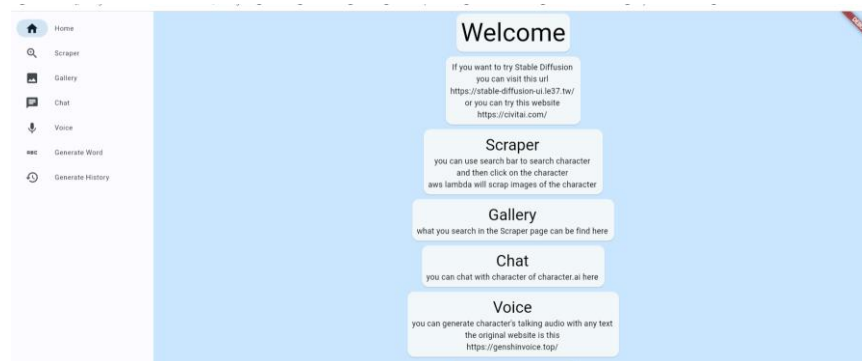 Home
Scraper
Gallery
Chat
Voice
Generate Word
Generate History
Welcome
If you want to try Stable Diffusion
you can visit this url
https://stable-diffusion-ui.le37.tw/
or you can try this website
https://civitai.com/
Scraper
you can use search bar to search character
and then click on the character
aws lambda will scrap images of the character
Gallery
what you search in the Scraper page can be find here
Chat
you can chat with character of character.ai here
Voice
you can generate character's talking audio with any text
the original website is this
https://genshinvoice.top/